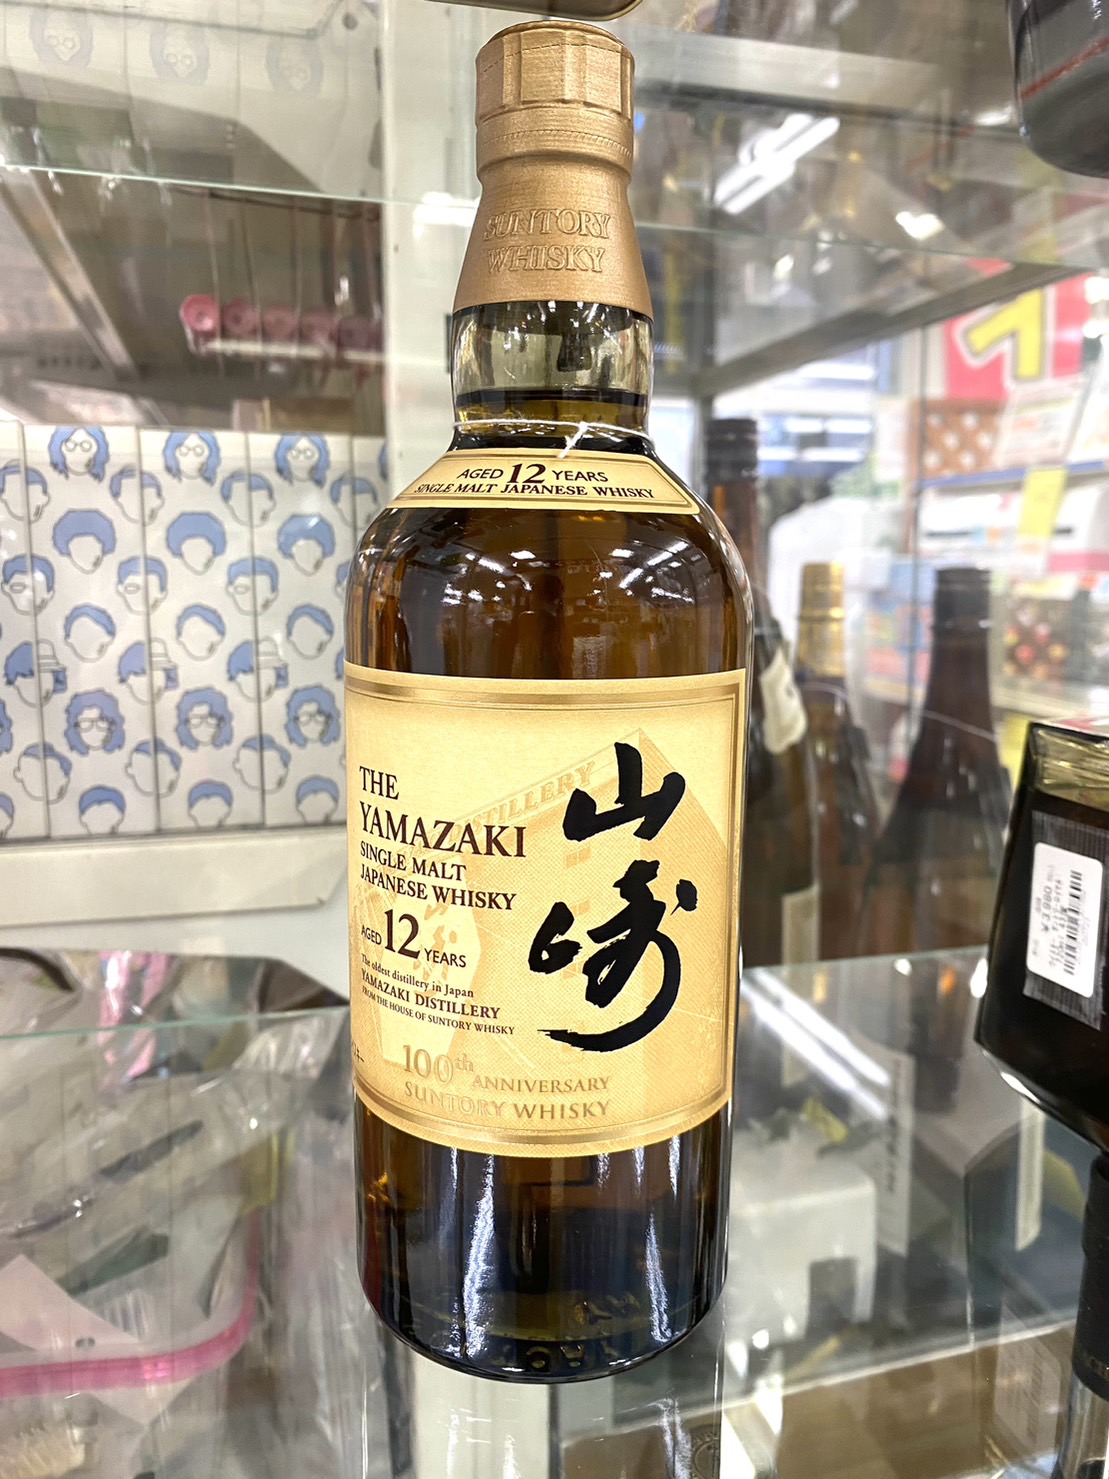 SUNTORY
WHISKY
AGED 12 YEARS
SINGLE MALT JAPANESE WHISKY
DISTILLERY
山崎
THE
YAMAZAKI
SINGLE MALT
JAPANESE WHISKY
AGED 12 YEARS
The oldest distillery in Japan
YAMAZAKI DISTILLERY
FROM THE HOUSE OF SUNTORY WHISKY
100th ANNIVERSARY
SUNTORY WHISKY